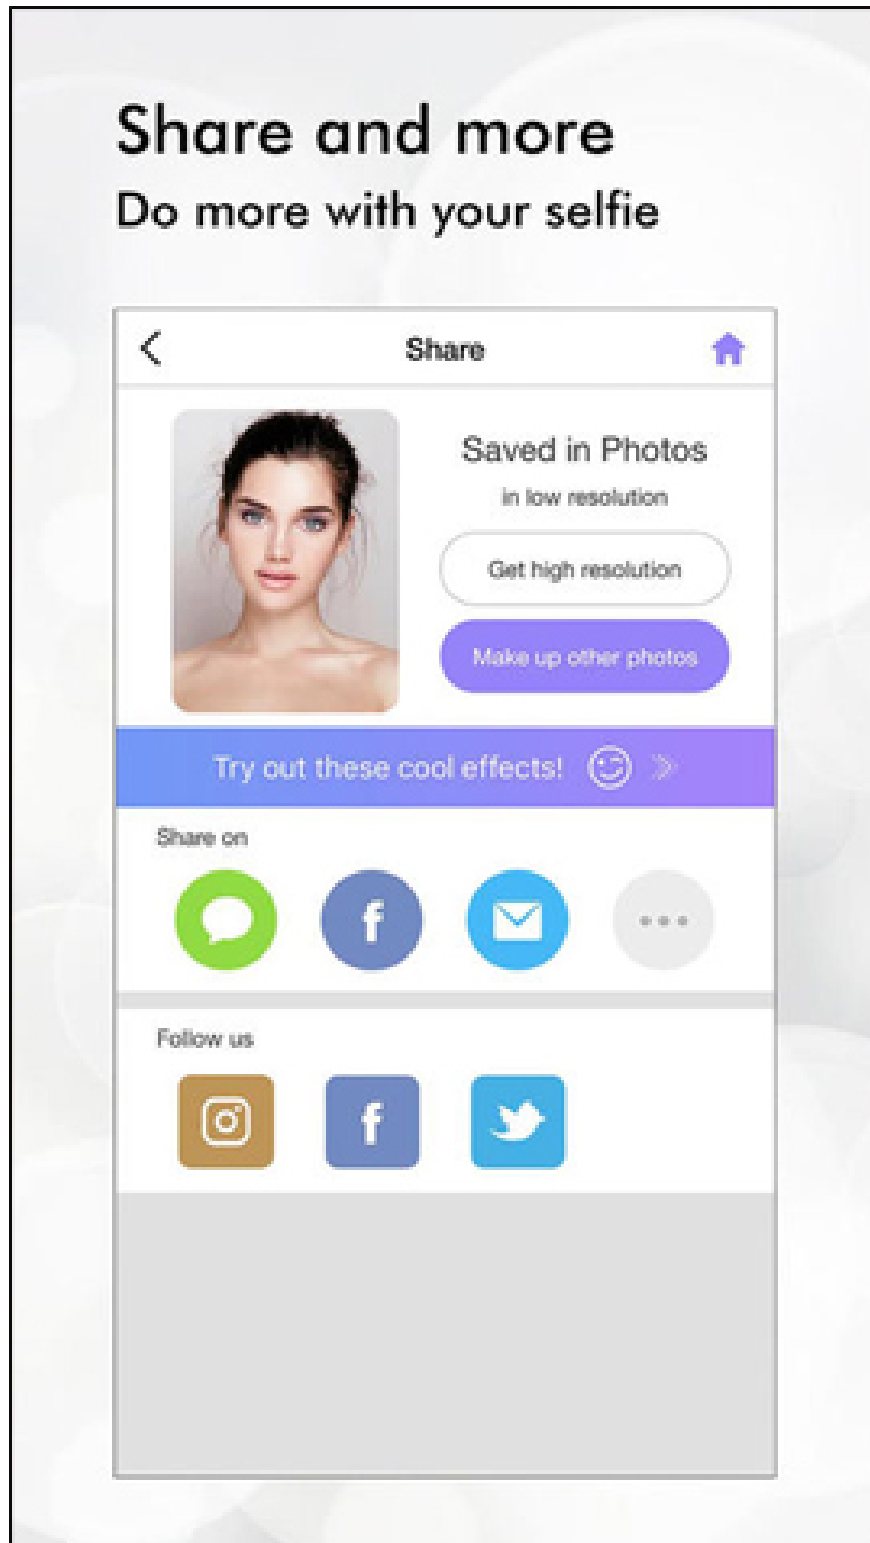 Share and more
Do more with your selfie
Share
Saved in Photos
in low resolution
Get high resolution
Make up other photos
Try out these cool effects!
Share on
Follow us